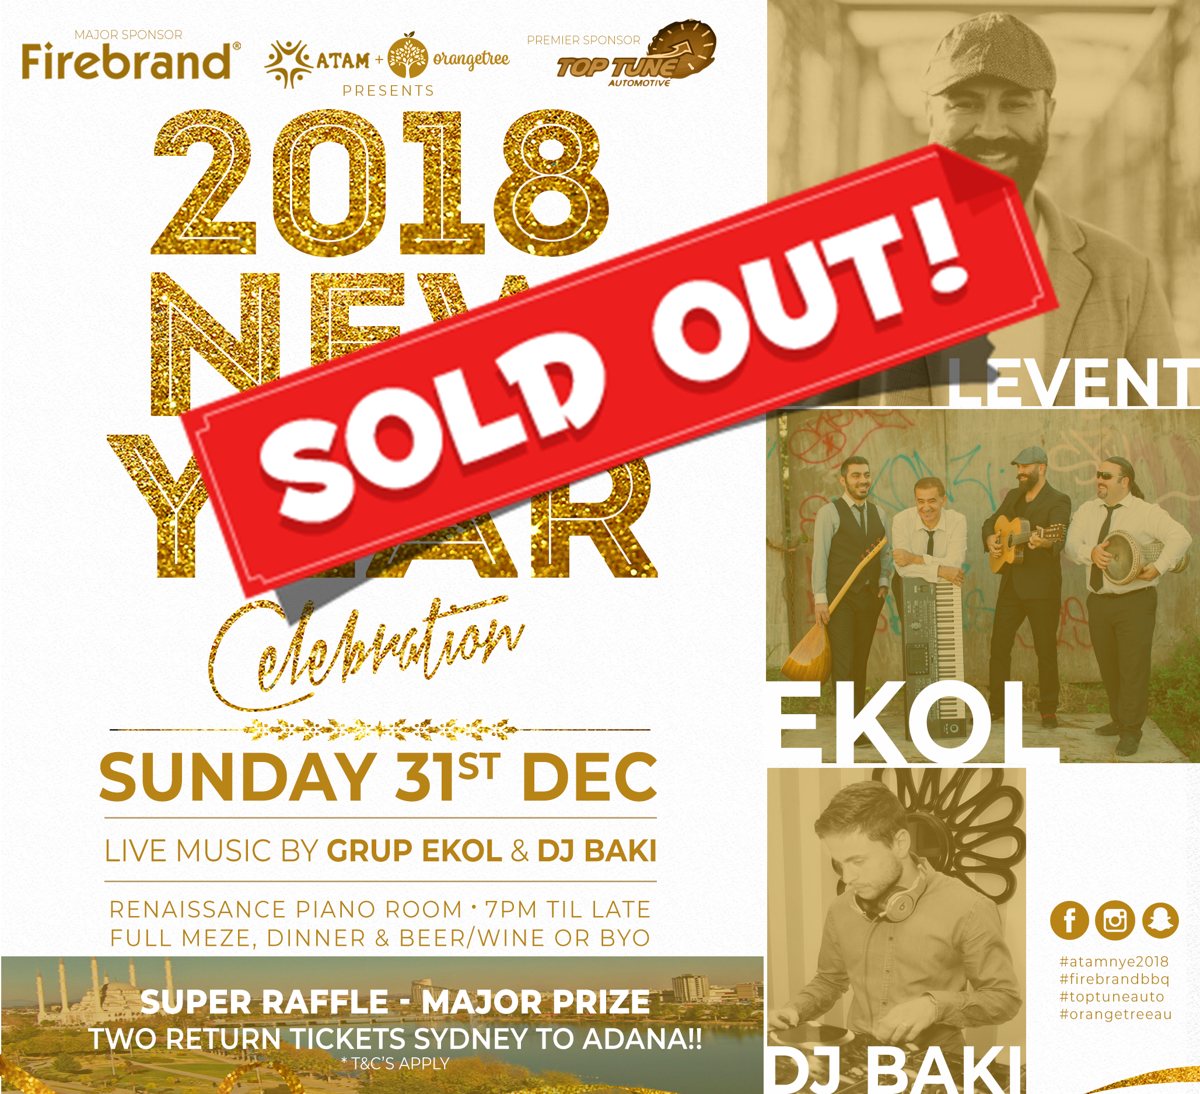 MAJOR SPONSOR
Firebrand®
ATAM + orangetree
PRESENTS
PREMIER SPONSOR
TOP TUNE
AUTOMOTIVE
2018
NEW
YEAR
Celebration
SOLD OUT!
SUNDAY 31ST DEC
LIVE MUSIC BY GRUP EKOL & DJ BAKI
RENAISSANCE PIANO ROOM • 7PM TIL LATE
FULL MEZE, DINNER & BEER/WINE OR BYO
SUPER RAFFLE - MAJOR PRIZE
TWO RETURN TICKETS SYDNEY TO ADANA!!
* T&C'S APPLY
LEVENT
EKOL
DJ BAKI
#atamnye2018
#firebrandbbq
#toptuneauto
#orangetreeau